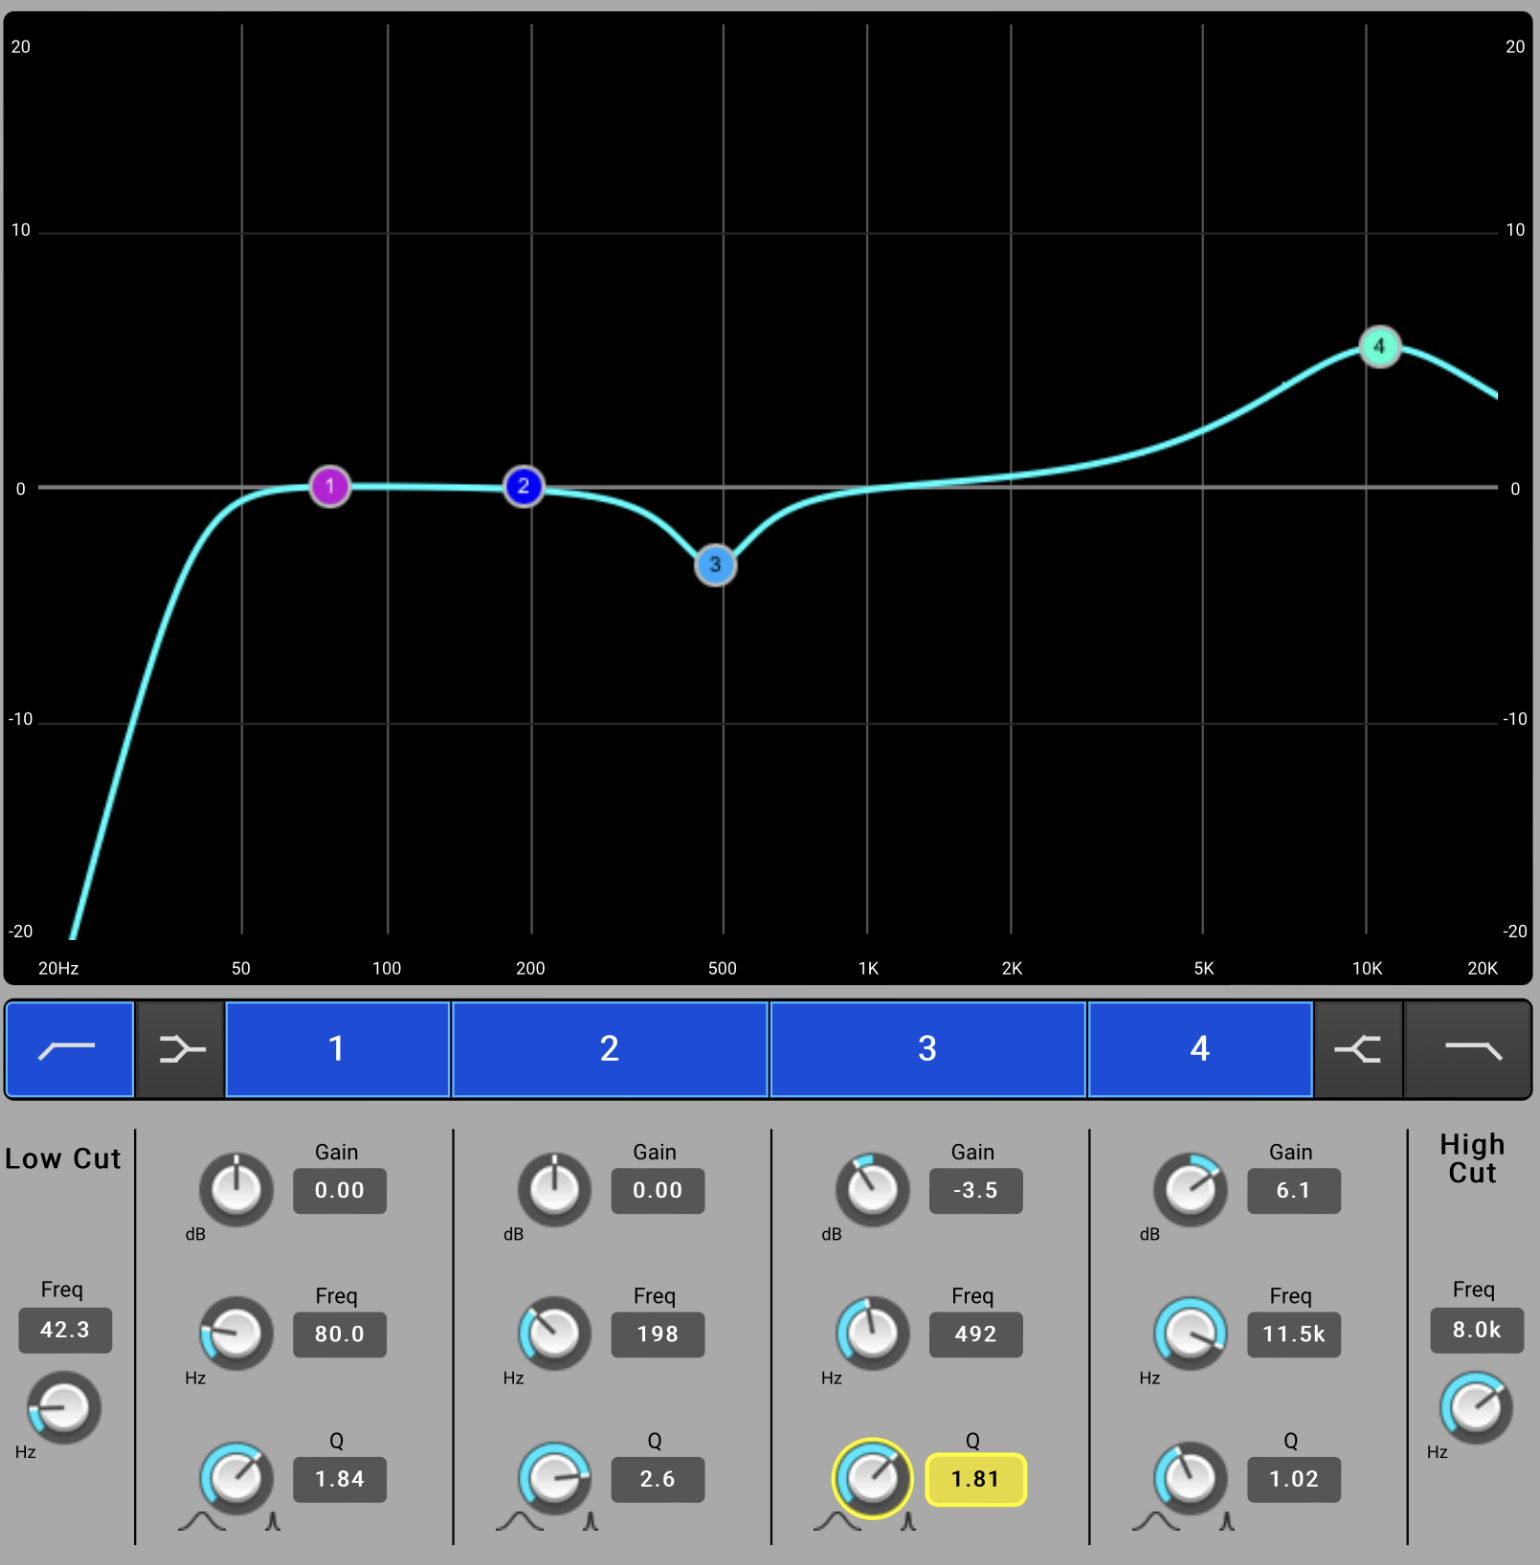 20 20
10 10
1 2 3 4
0 0
-10 -10
-20 -20
20Hz 50 100 200 500 1K 2K 5K 10K 20K
1 2 3 4
Low Cut
Freq
42.3
Hz
Gain
0.00
dB
Freq
80.0
Hz
Q
1.84
Gain
0.00
dB
Freq
198
Hz
Q
2.6
Gain
-3.5
dB
Freq
492
Hz
Q
1.81
Gain
6.1
dB
Freq
11.5k
Hz
Q
1.02
High
Cut
Freq
8.0k
Hz